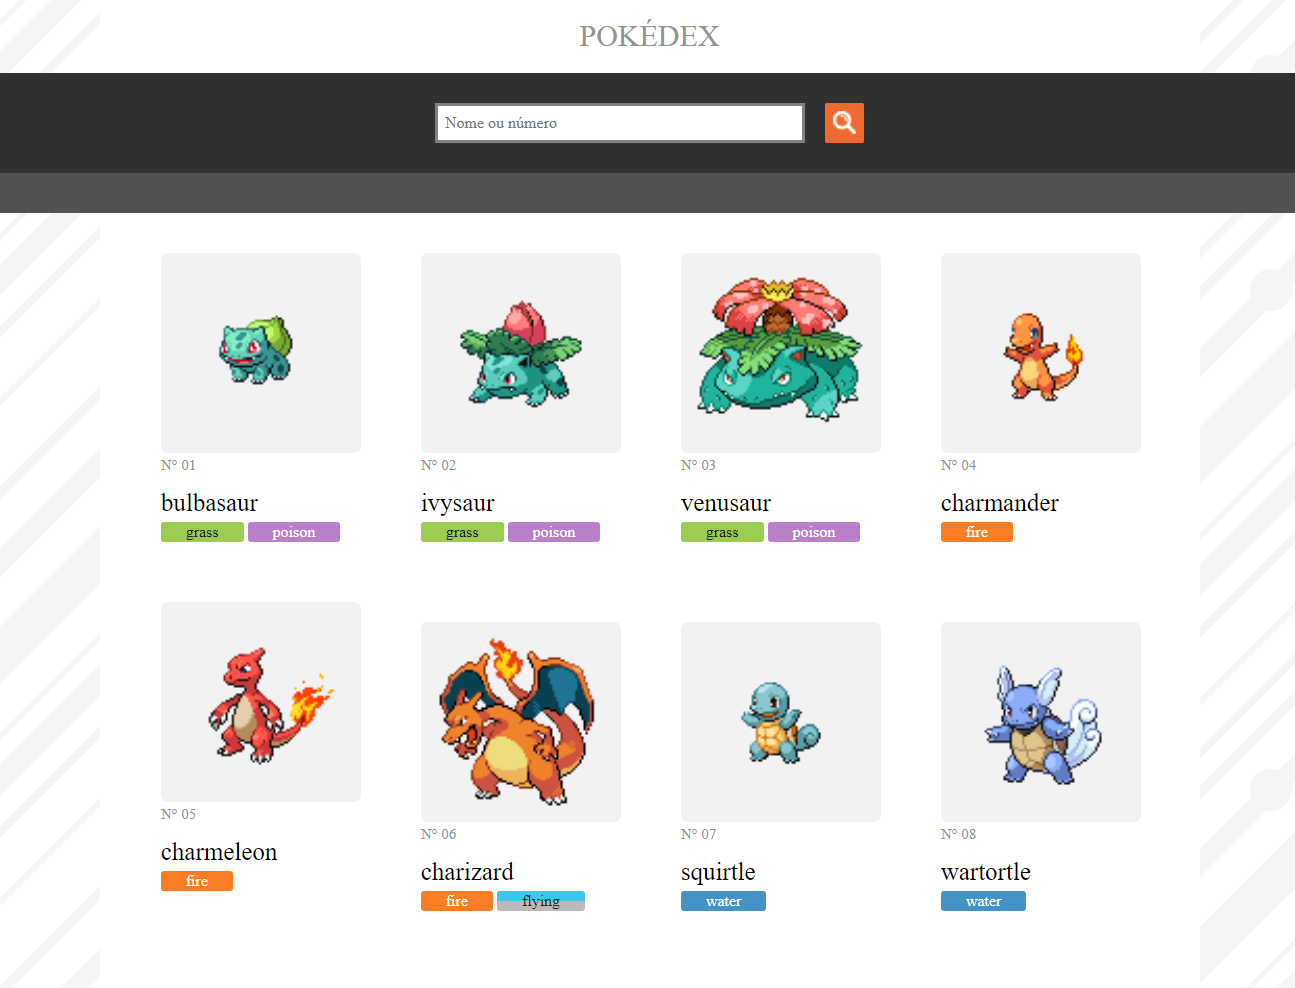 POKÉDEX
Nome ou número
N° 01
bulbasaur
grass poison
N° 02
ivysaur
grass poison
N° 03
venusaur
grass poison
N° 04
charmander
fire
N° 05
charmeleon
fire
N° 06
charizard
fire flying
N° 07
squirtle
water
N° 08
wartortle
water